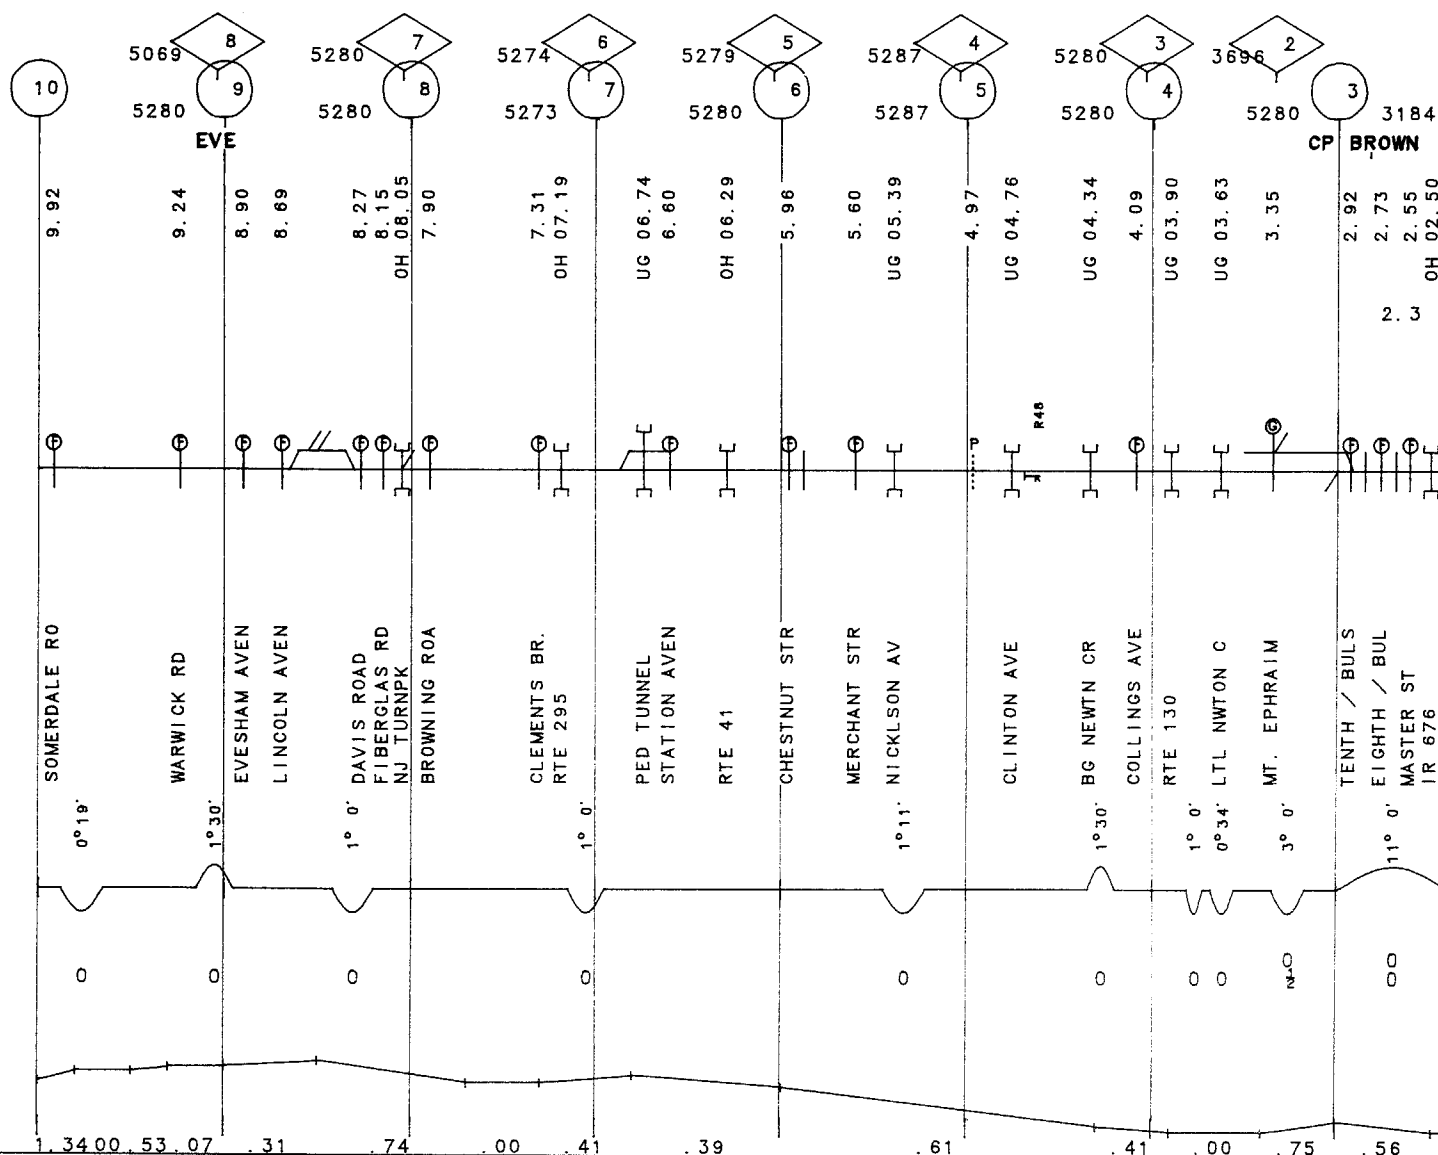 8 7 6 5 4 3 2
5069 5280 5274 5279 5287 5280 3696
10 9 8 7 6 5 4 3
5280 5280 5273 5280 5287 5280 5280 3184
EVE CP BROWN
9.92
9.24
8.90
8.69
8.27
8.15
OH 08.05
7.90
7.31
OH 07.19
UG 06.74
6.60
OH 06.29
5.96
5.60
UG 05.39
4.97
UG 04.76
UG 04.34
4.09
UG 03.90
UG 03.63
3.35
2.92
2.73
2.55
OH 02.50
2.3
R48
F F F F F F F F F F F P F G F F F
SOMERDALE RO
WARWICK RD
EVESHAM AVEN
LINCOLN AVEN
DAVIS ROAD
FIBERGLAS RD
NJ TURNPK
BROWNING ROA
CLEMENTS BR.
RTE 295
PED TUNNEL
STATION AVEN
RTE 41
CHESTNUT STR
MERCHANT STR
NICKLSON AV
CLINTON AVE
BG NEWTN CR
COLLINGS AVE
RTE 130
LTL NWTON C
MT. EPHRAIM
TENTH / BULS
EIGHTH / BUL
MASTER ST
IR 676
0°19'
1°30'
1° 0'
1° 0'
1°11'
1°30'
1° 0'
0°34'
3° 0'
11° 0'
0 0 0 0 0 0 0 0 0
0 0
1.34 00 .53 .07 .31 .74 .00 .41 .39 .61 .41 .00 .75 .56